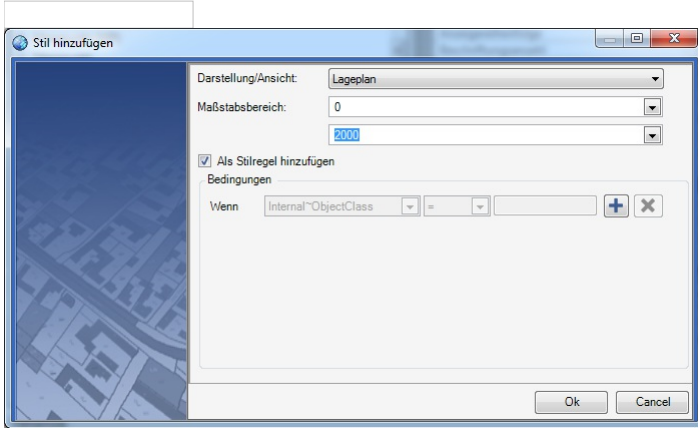 Stil hinzufügen
Darstellung/Ansicht: Lageplan
Maßstabsbereich: 0
2000
Als Stilregel hinzufügen
Bedingungen
Wenn Internal~ObjectClass =
Ok Cancel